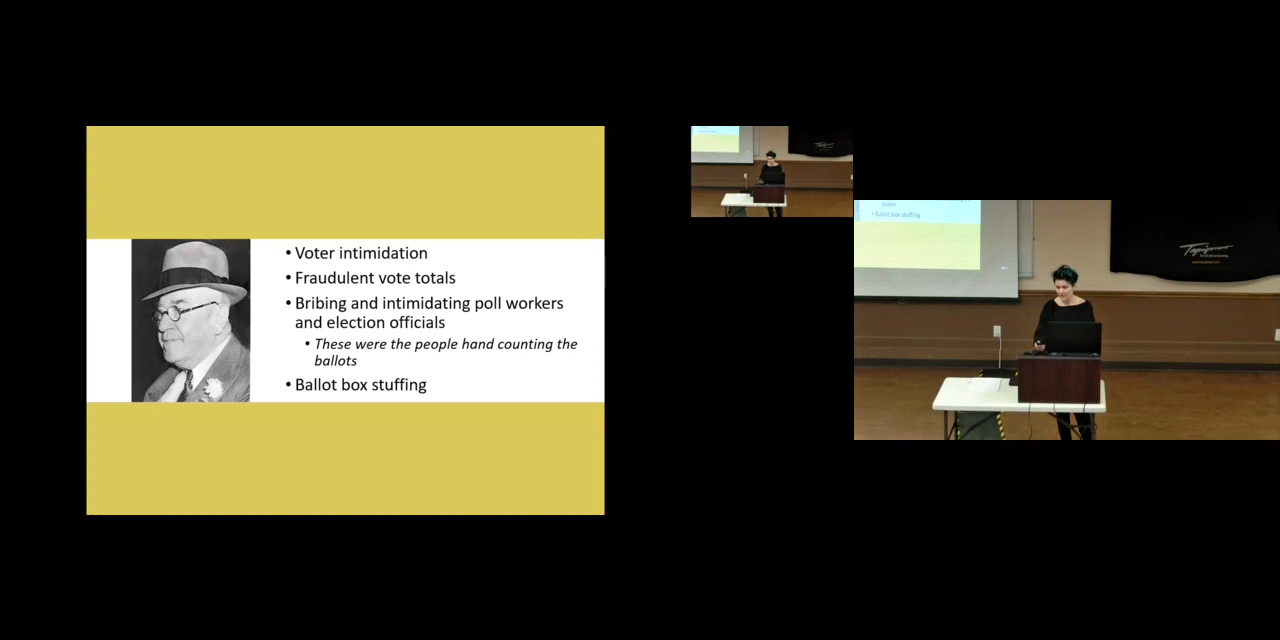 • Voter intimidation
• Fraudulent vote totals
• Bribing and intimidating poll workers
and election officials
• These were the people hand counting the
ballots
• Ballot box stuffing
• Ballot box stuffing